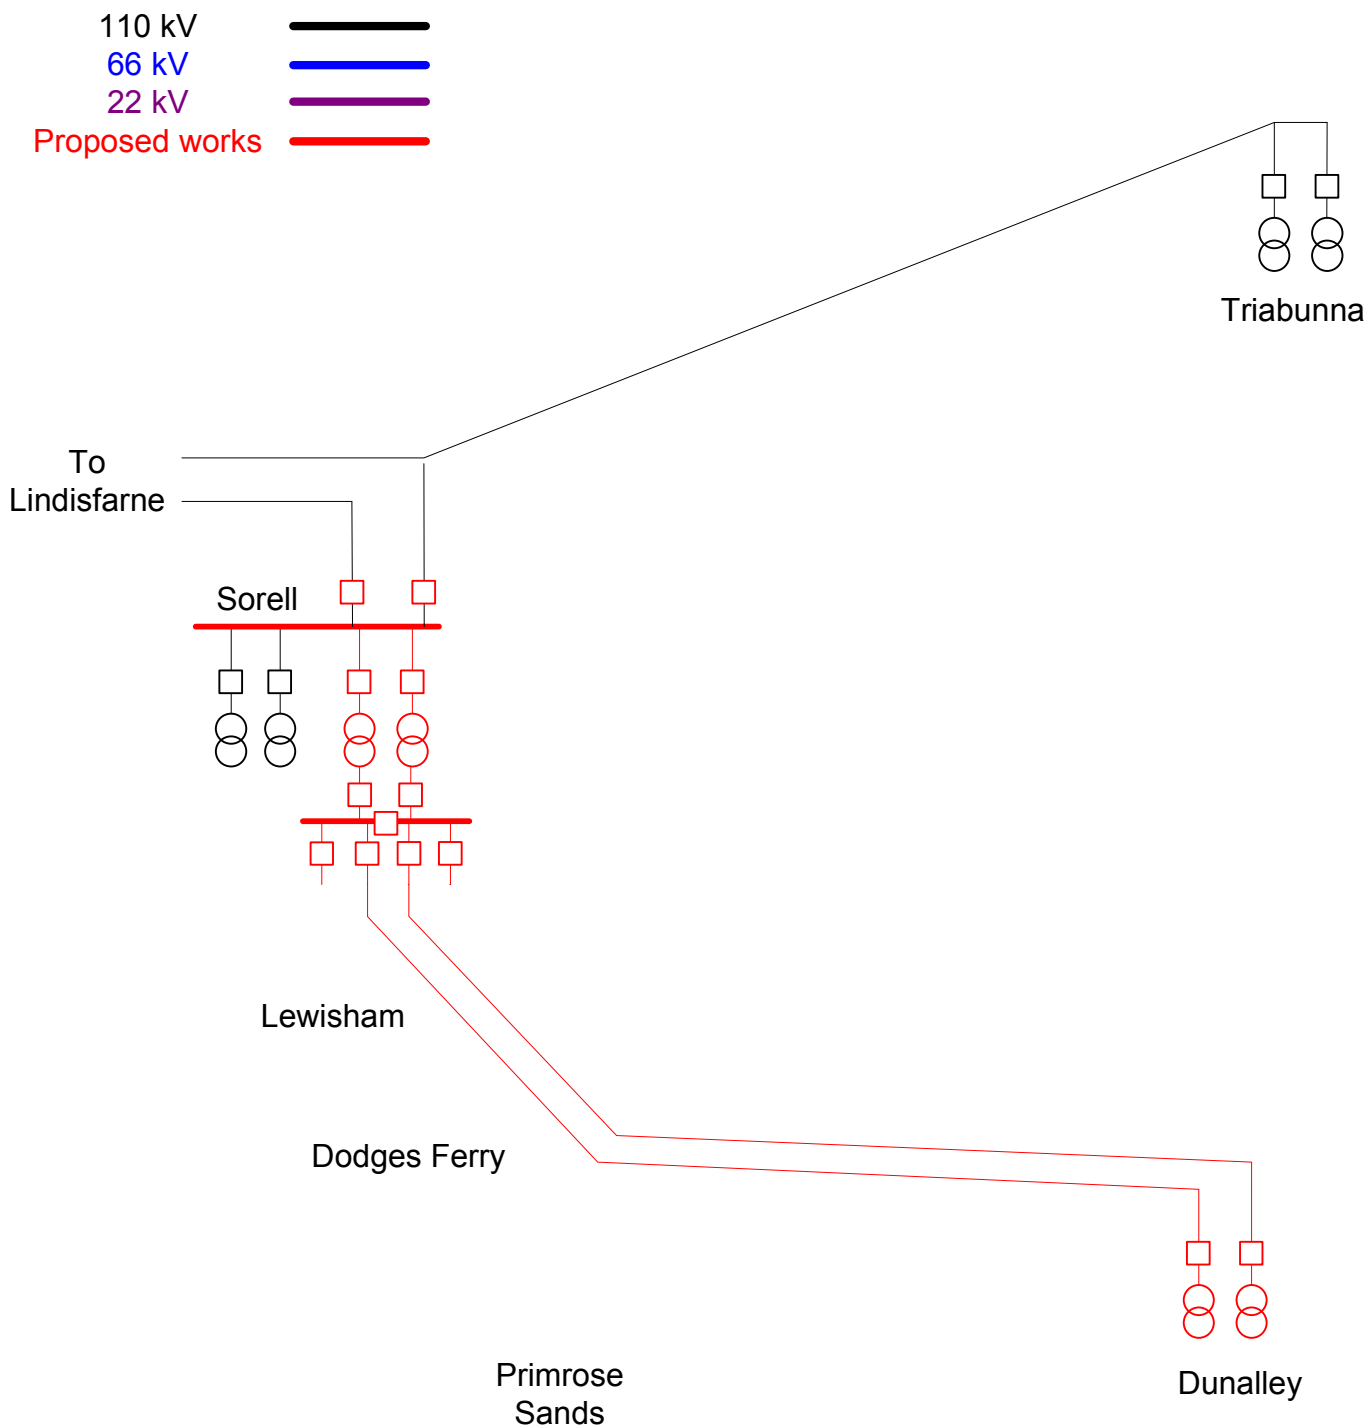 110 kV
66 kV
22 kV
Proposed works
Triabunna
To
Lindisfarne
Sorell
Lewisham
Dodges Ferry
Primrose
Sands
Dunalley